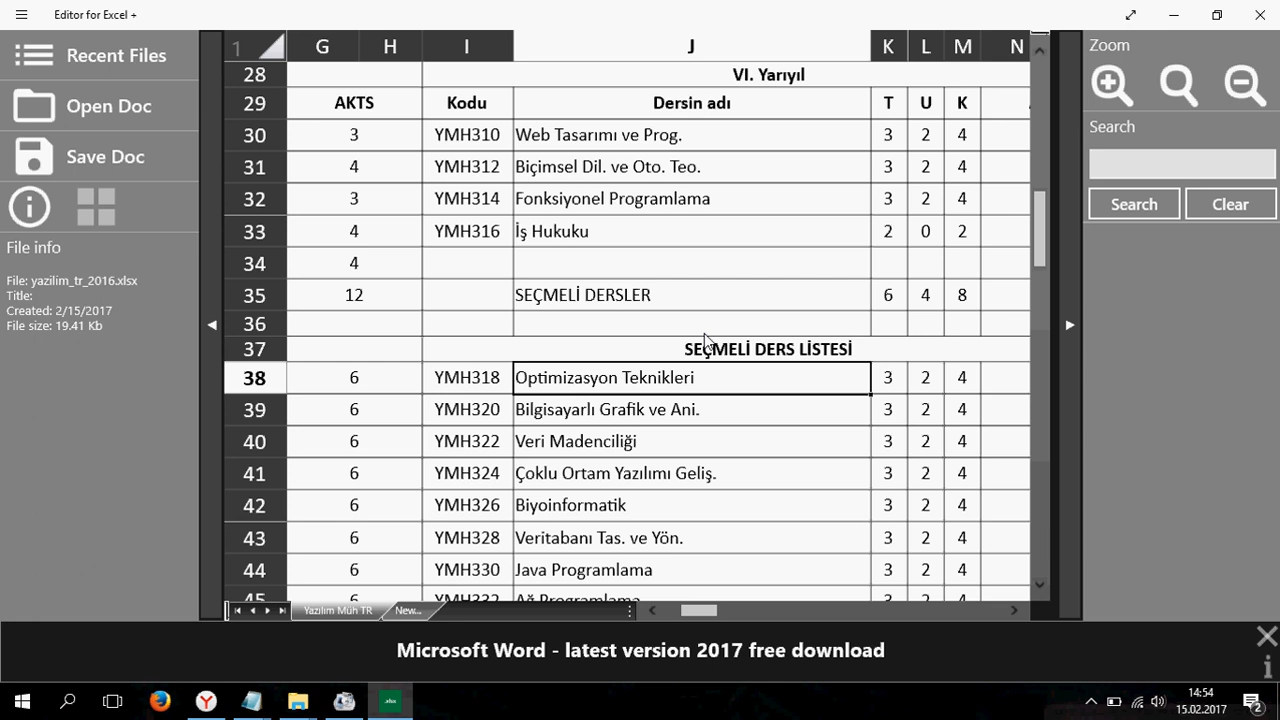 Editor for Excel +
Recent Files
Open Doc
Save Doc
File info
File: yazilim_tr_2016.xlsx
Title:
Created: 2/15/2017
File size: 19.41 Kb
1 G H I J K L M N
28 VI. Yarıyıl
29 AKTS Kodu Dersin adı T U K
30 3 YMH310 Web Tasarımı ve Prog. 3 2 4
31 4 YMH312 Biçimsel Dil. ve Oto. Teo. 3 2 4
32 3 YMH314 Fonksiyonel Programlama 3 2 4
33 4 YMH316 İş Hukuku 2 0 2
34 4
35 12 SEÇMELİ DERSLER 6 4 8
36
37 SEÇMELİ DERS LİSTESİ
38 6 YMH318 Optimizasyon Teknikleri 3 2 4
39 6 YMH320 Bilgisayarlı Grafik ve Ani. 3 2 4
40 6 YMH322 Veri Madenciliği 3 2 4
41 6 YMH324 Çoklu Ortam Yazılımı Geliş. 3 2 4
42 6 YMH326 Biyoinformatik 3 2 4
43 6 YMH328 Veritabanı Tas. ve Yön. 3 2 4
44 6 YMH330 Java Programlama 3 2 4
45 6 YMH332 Ağ Programlama
Yazılım Müh TR New...
Zoom
Search
Search Clear
Microsoft Word - latest version 2017 free download
14:54
15.02.2017
2